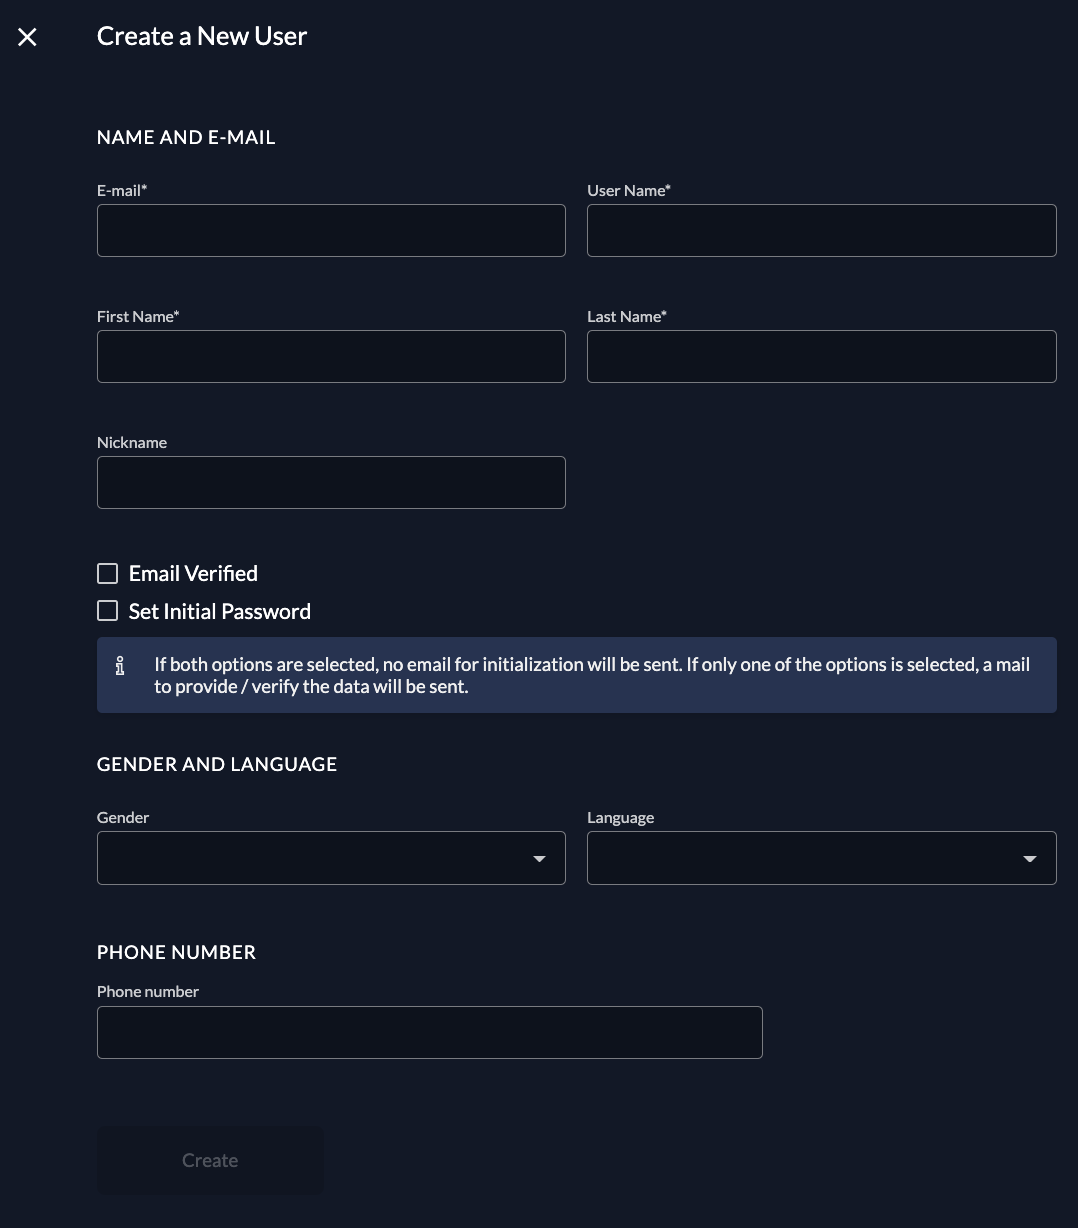 Create a New User
NAME AND E-MAIL
E-mail*
User Name*
First Name*
Last Name*
Nickname
Email Verified
Set Initial Password
If both options are selected, no email for initialization will be sent. If only one of the options is selected, a mail
to provide / verify the data will be sent.
GENDER AND LANGUAGE
Gender
Language
PHONE NUMBER
Phone number
Create